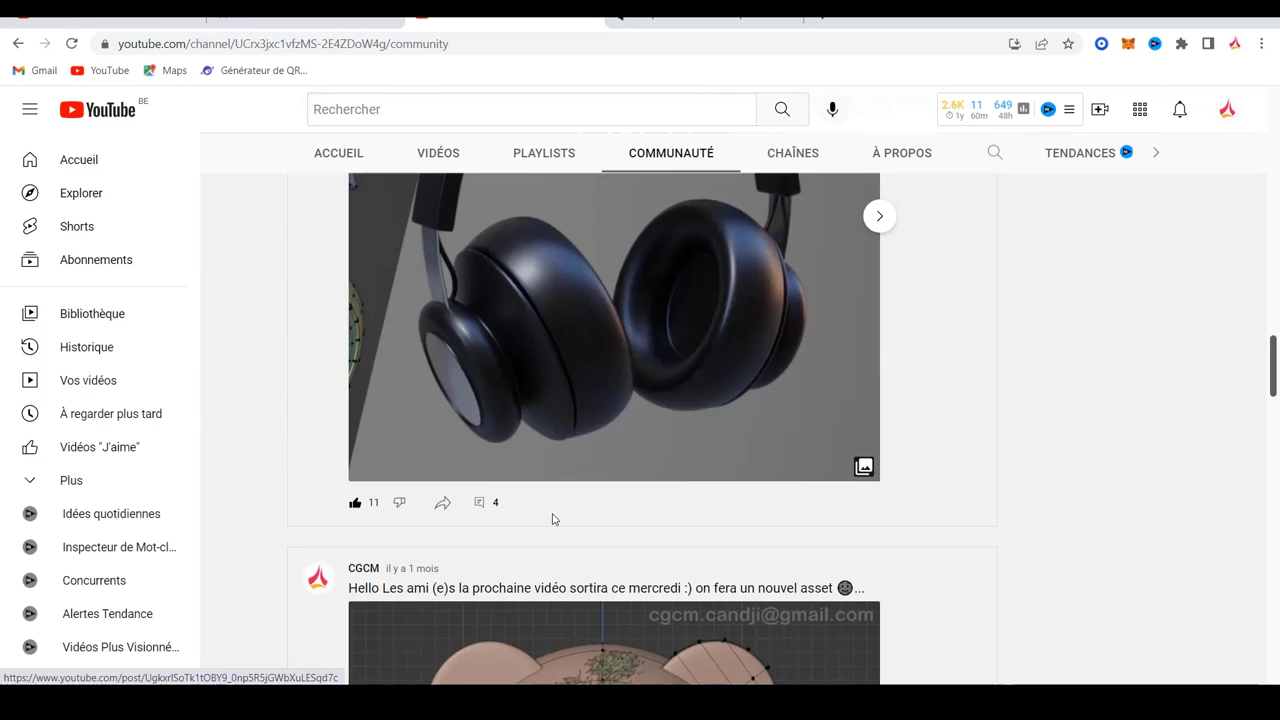 youtube.com/channel/UCrx3jxc1vfzMS-2E4ZDoW4g/community
Gmail YouTube Maps Générateur de QR...
YouTube BE
Rechercher
2.6K 11 649
1y 60m 48h
ACCUEIL VIDÉOS PLAYLISTS COMMUNAUTÉ CHAÎNES À PROPOS TENDANCES
Accueil
Explorer
Shorts
Abonnements
Bibliothèque
Historique
Vos vidéos
À regarder plus tard
Vidéos "J'aime"
Plus
Idées quotidiennes
Inspecteur de Mot-cl...
Concurrents
Alertes Tendance
Vidéos Plus Visionné...
11 4
CGCM il y a 1 mois
Hello Les ami (e)s la prochaine vidéo sortira ce mercredi :) on fera un nouvel asset ...
cgcm.candji@gmail.com
https://www.youtube.com/post/UgkxrlSoTk1tOBY9_0np5R5jGWbXuLESqd7c